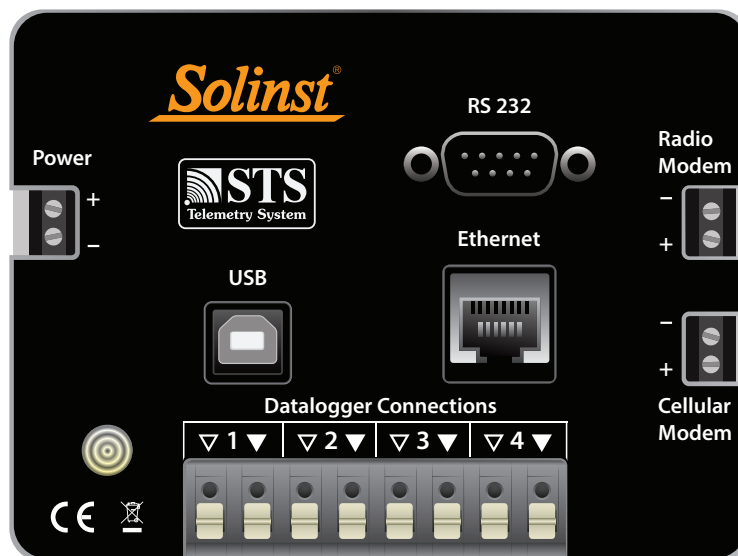 Solinst®
RS 232
Power
+
–
STS
Telemetry System
Radio
Modem
–
+
Ethernet
USB
–
+
Cellular
Modem
Datalogger Connections
▽ 1 ▼ ▽ 2 ▼ ▽ 3 ▼ ▽ 4 ▼
CE